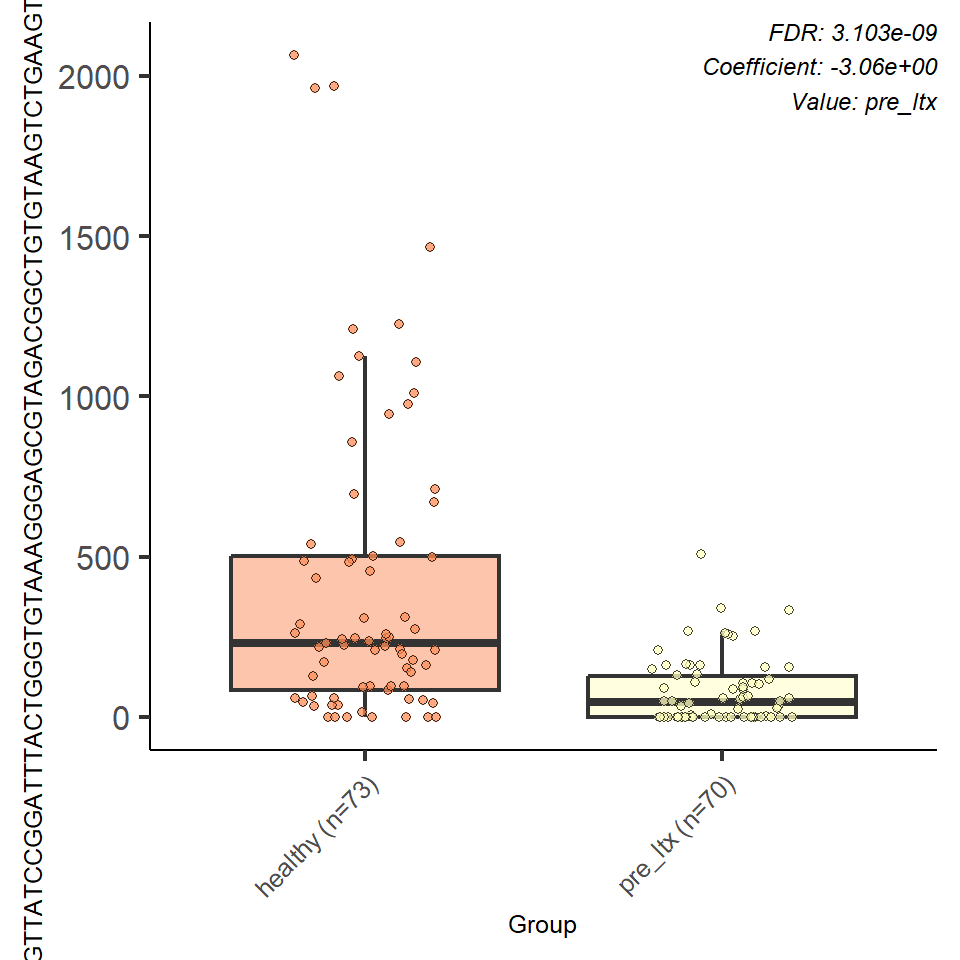 FDR: 3.103e-09
Coefficient: -3.06e+00
Value: pre_ltx
GTTATCCGGATTTACTGGGTGTAAAGGGAGCGTAGACGGCTGTGTAAGTCTGAAGT
2000
1500
1000
500
0
healthy (n=73)
pre_ltx (n=70)
Group